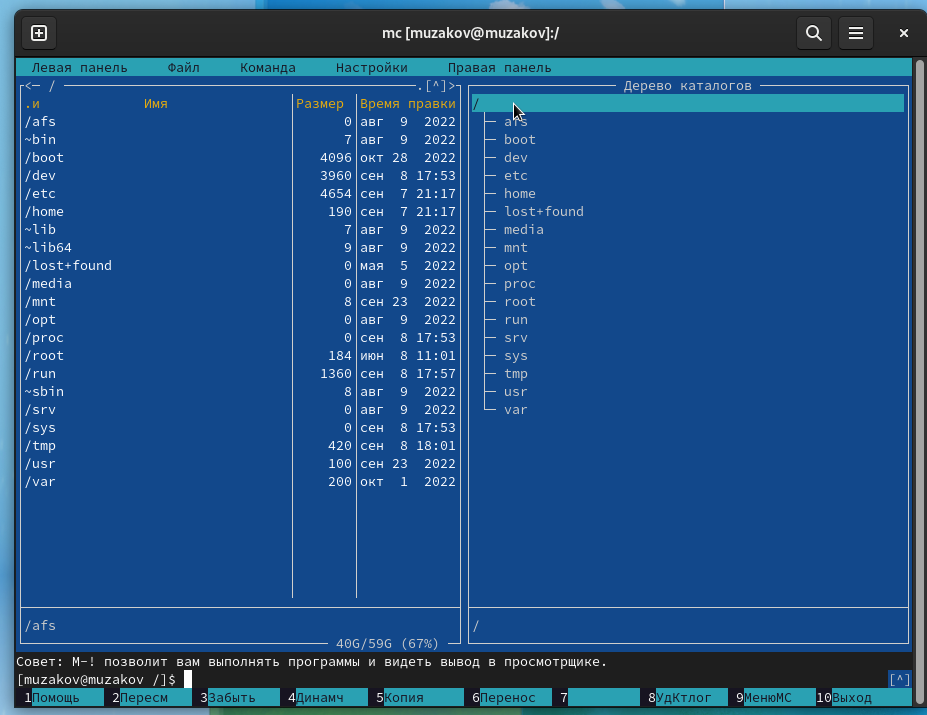 mc [muzakov@muzakov]:/
Левая панель Файл Команда Настройки Правая панель
<— / .[^]>
.и Имя Размер Время правки
/afs 0 авг 9 2022
~bin 7 авг 9 2022
/boot 4096 окт 28 2022
/dev 3960 сен 8 17:53
/etc 4654 сен 7 21:17
/home 190 сен 7 21:17
~lib 7 авг 9 2022
~lib64 9 авг 9 2022
/lost+found 0 мая 5 2022
/media 0 авг 9 2022
/mnt 8 сен 23 2022
/opt 0 авг 9 2022
/proc 0 сен 8 17:53
/root 184 июн 8 11:01
/run 1360 сен 8 17:57
~sbin 8 авг 9 2022
/srv 0 авг 9 2022
/sys 0 сен 8 17:53
/tmp 420 сен 8 18:01
/usr 100 сен 23 2022
/var 200 окт 1 2022
/afs
40G/59G (67%)
Дерево каталогов
/
afs
boot
dev
etc
home
lost+found
media
mnt
opt
proc
root
run
srv
sys
tmp
usr
var
/
Совет: M-! позволит вам выполнять программы и видеть вывод в просмотрщике.
[muzakov@muzakov /]$ [^]
1Помощь 2Пересм 3Забыть 4Динамч 5Копия 6Перенос 7 8УдКтлог 9МенюMC 10Выход